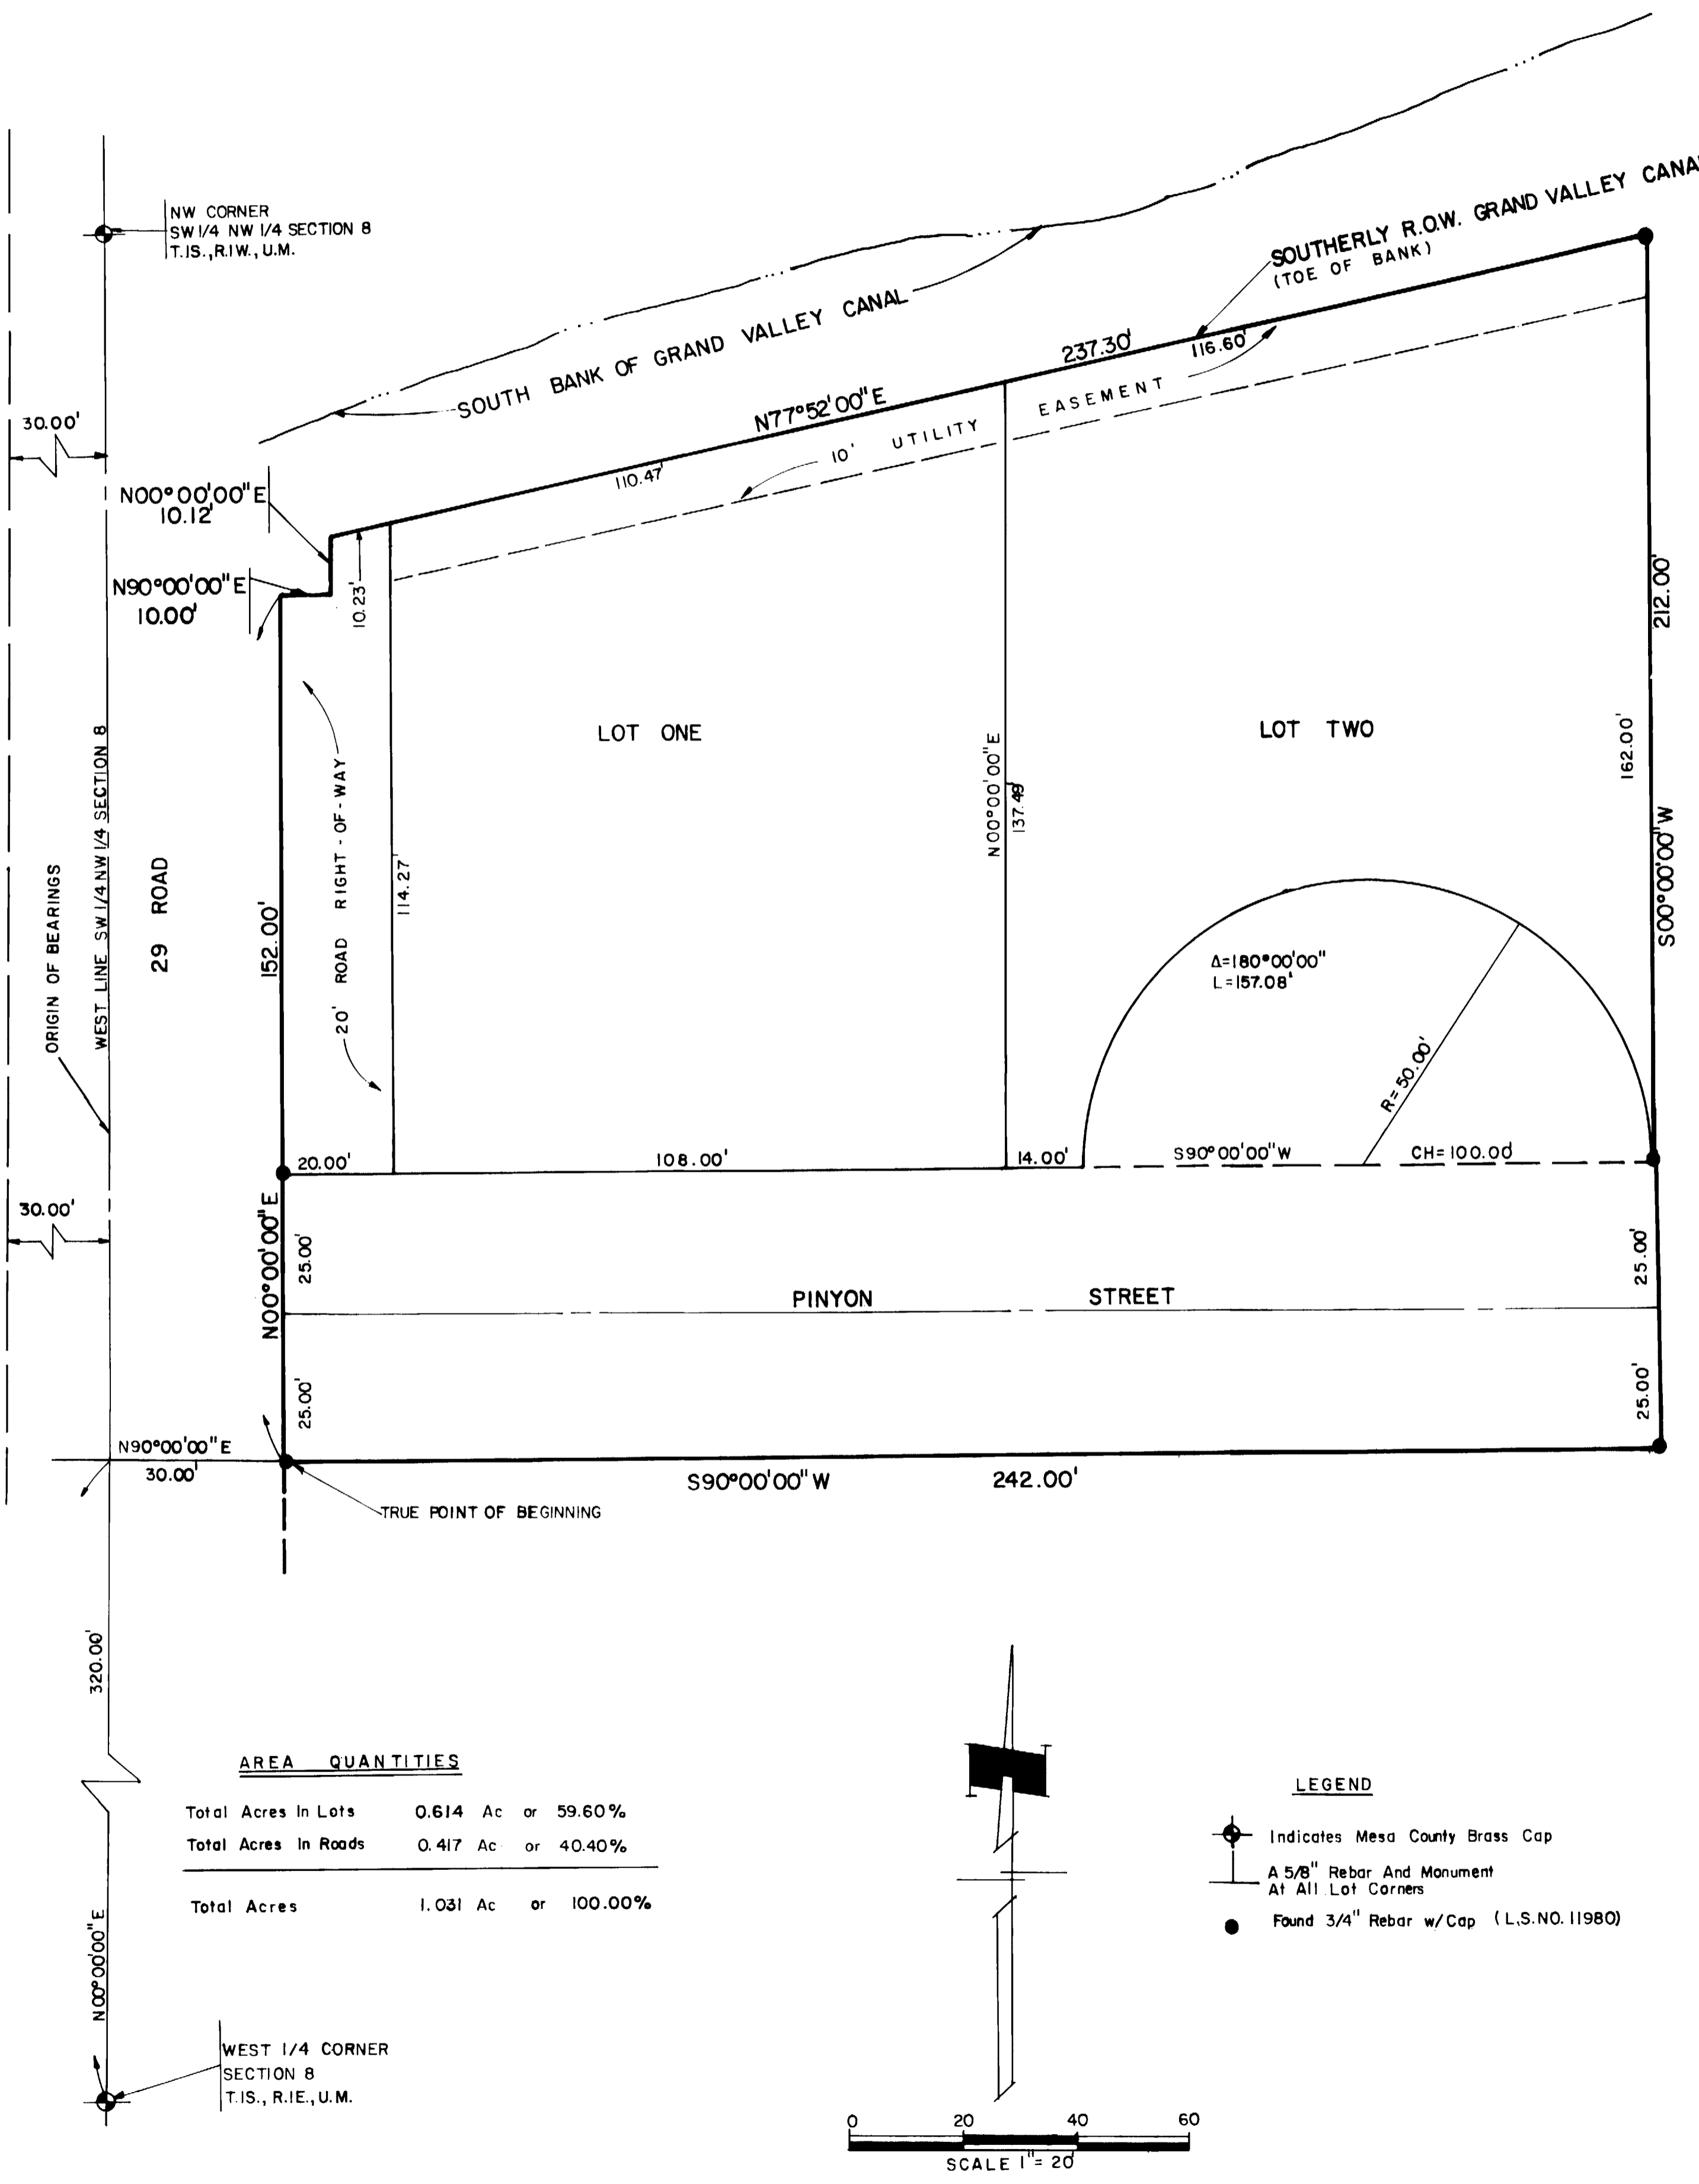 NW CORNER
SW 1/4 NW 1/4 SECTION 8
T.1S., R.1W., U.M.
SOUTHERLY R.O.W. GRAND VALLEY
(TOE OF BANK)
SOUTH BANK OF GRAND VALLEY CANAL
237.30'
116.60'
N77°52'00"E
10' UTILITY EASEMENT
110.47'
30.00'
N00°00'00"E
10.12'
N90°00'00"E
10.00'
10.23'
212.00'
LOT ONE
LOT TWO
162.00'
N00°00'00"E
137.49'
S00°00'00"W
20' ROAD RIGHT-OF-WAY
114.27'
WEST LINE SW 1/4 NW 1/4 SECTION 8
ORIGIN OF BEARINGS
29 ROAD
152.00'
Δ=180°00'00"
L=157.08'
R=50.00'
20.00'
108.00'
14.00'
S90°00'00"W
CH=100.00'
30.00'
N00°00'00"E
25.00'
25.00'
PINYON STREET
25.00'
25.00'
N90°00'00"E
30.00'
S90°00'00"W 242.00'
TRUE POINT OF BEGINNING
320.00'
N00°00'00"E
AREA QUANTITIES
Total Acres In Lots 0.614 Ac or 59.60%
Total Acres In Roads 0.417 Ac or 40.40%
Total Acres 1.031 Ac or 100.00%
LEGEND
Indicates Mesa County Brass Cap
A 5/8" Rebar And Monument
At All Lot Corners
Found 3/4" Rebar w/Cap (L.S.NO. 11980)
WEST 1/4 CORNER
SECTION 8
T.1S., R.1E., U.M.
0 20 40 60
SCALE 1"= 20'